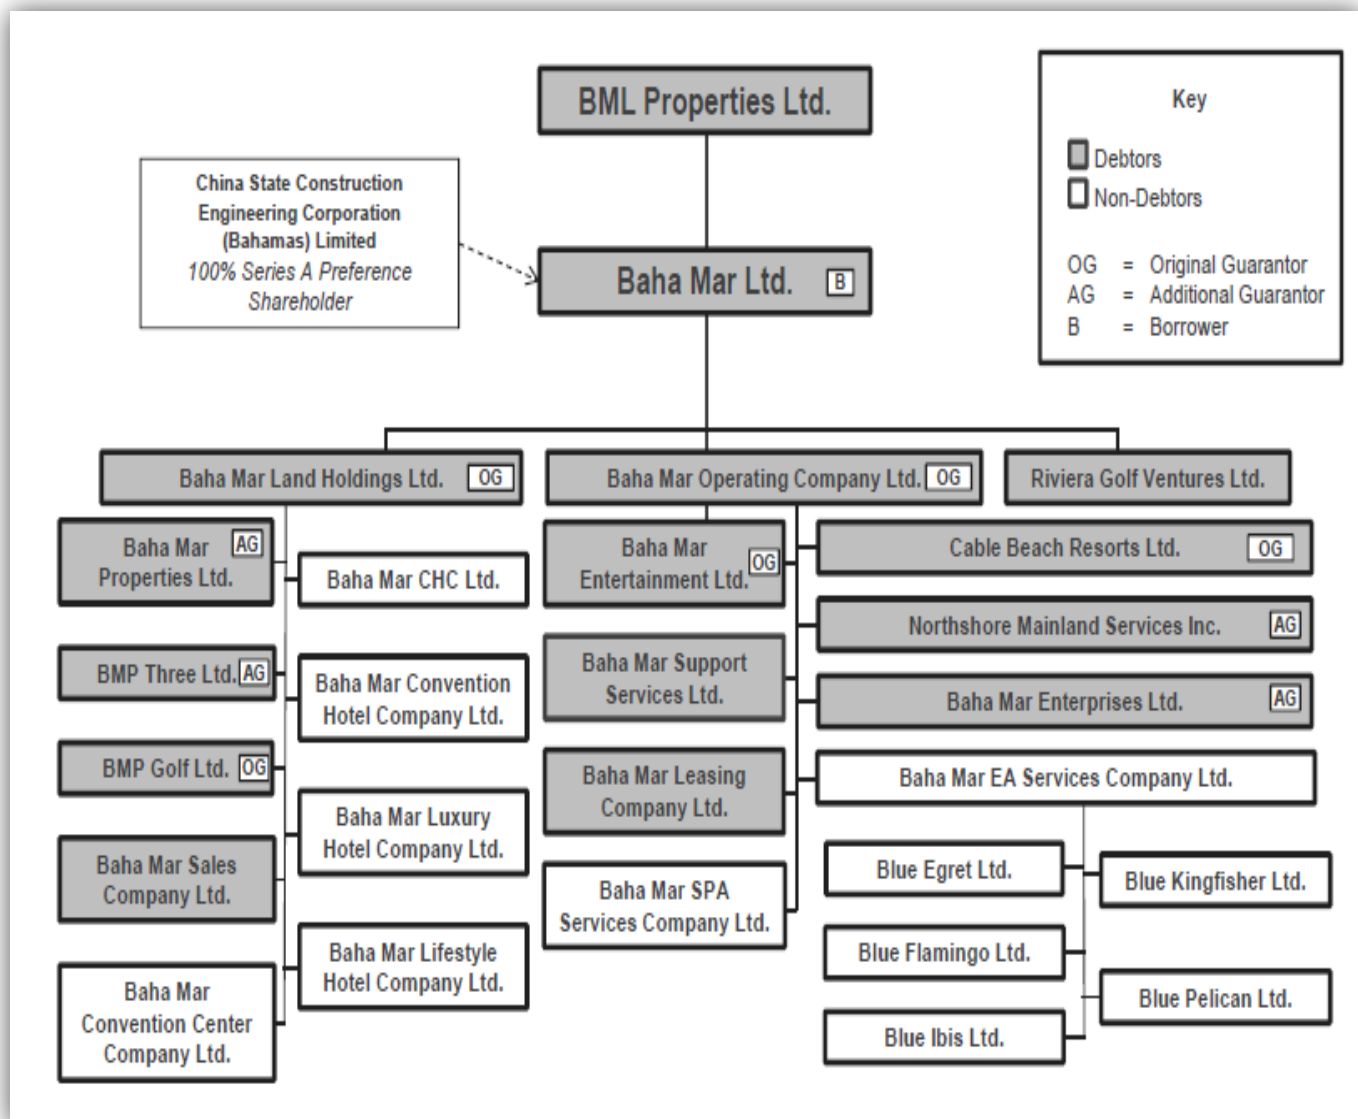 BML Properties Ltd.
Key
Debtors
Non-Debtors
OG = Original Guarantor
AG = Additional Guarantor
B = Borrower
China State Construction
Engineering Corporation
(Bahamas) Limited
100% Series A Preference
Shareholder
Baha Mar Ltd. B
Baha Mar Land Holdings Ltd. OG
Baha Mar Operating Company Ltd. OG
Riviera Golf Ventures Ltd.
Baha Mar AG
Properties Ltd.
BMP Three Ltd. AG
BMP Golf Ltd. OG
Baha Mar Sales
Company Ltd.
Baha Mar
Convention Center
Company Ltd.
Baha Mar CHC Ltd.
Baha Mar Convention
Hotel Company Ltd.
Baha Mar Luxury
Hotel Company Ltd.
Baha Mar Lifestyle
Hotel Company Ltd.
Baha Mar
Entertainment Ltd. OG
Baha Mar Support
Services Ltd.
Baha Mar Leasing
Company Ltd.
Baha Mar SPA
Services Company Ltd.
Cable Beach Resorts Ltd. OG
Northshore Mainland Services Inc. AG
Baha Mar Enterprises Ltd. AG
Baha Mar EA Services Company Ltd.
Blue Egret Ltd.
Blue Kingfisher Ltd.
Blue Flamingo Ltd.
Blue Pelican Ltd.
Blue Ibis Ltd.